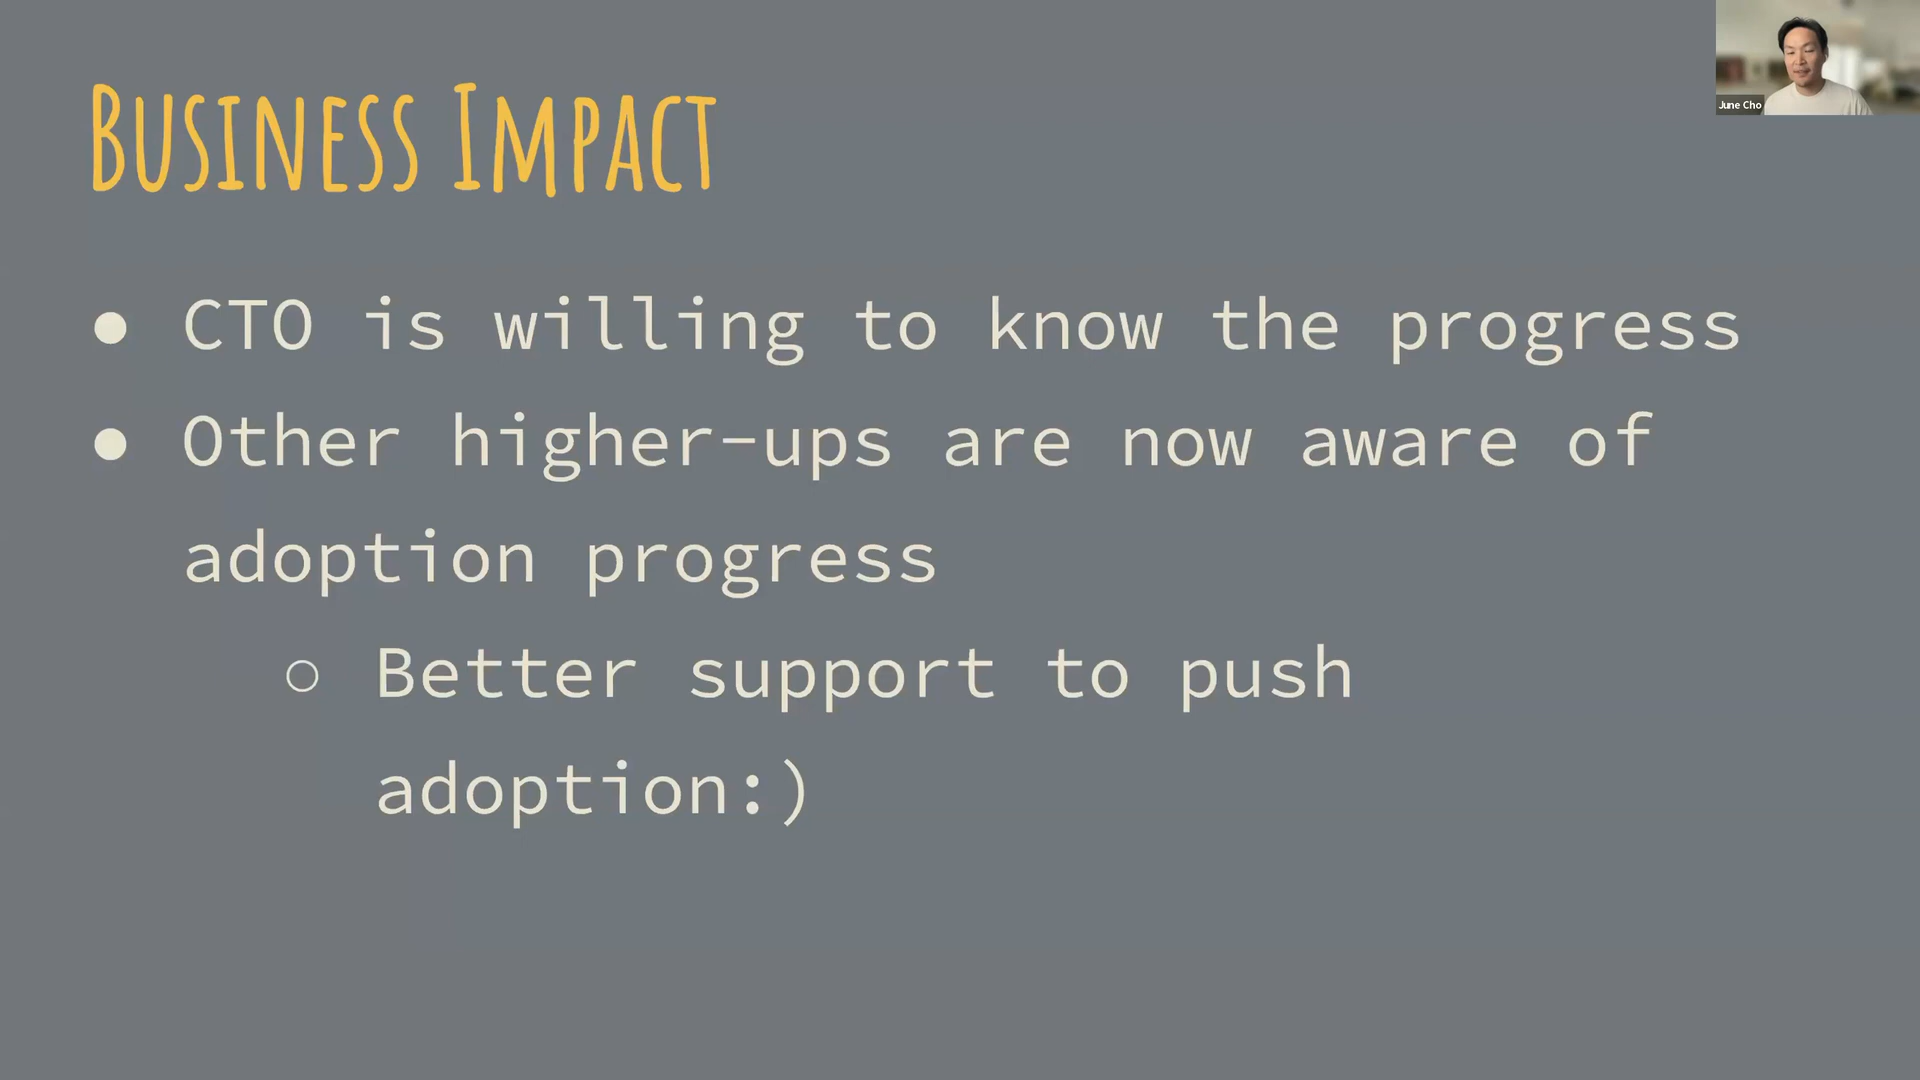 Business Impact
June Cho
● CTO is willing to know the progress
● Other higher-ups are now aware of
adoption progress
○ Better support to push
adoption:)